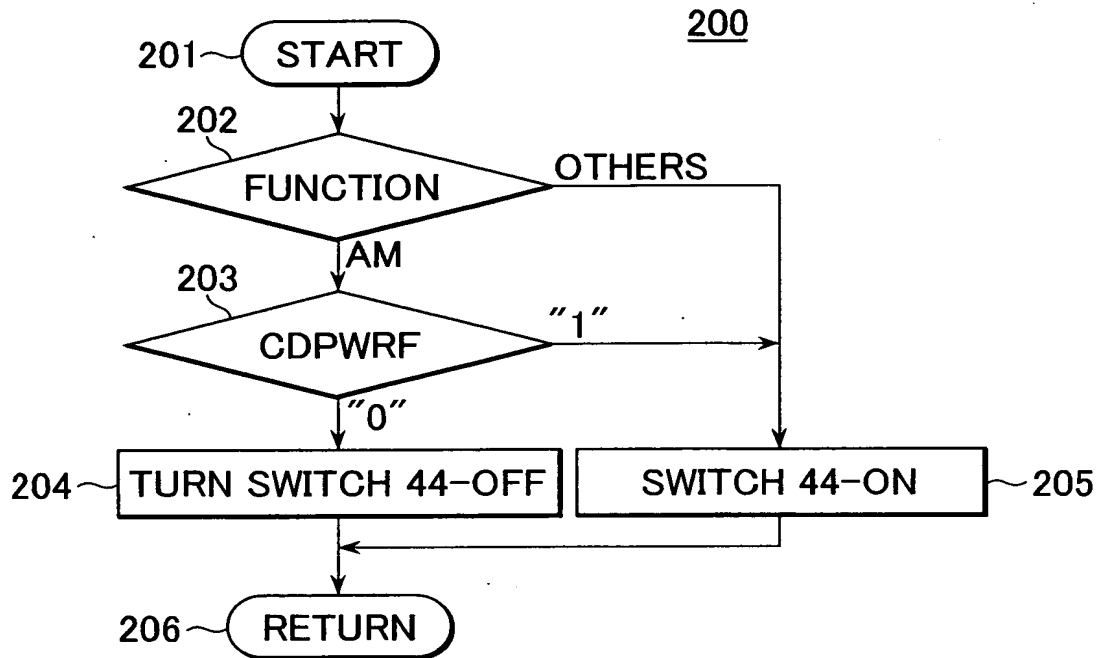 200
201
START
202
FUNCTION
OTHERS
AM
203
CDPWRF
"1"
"0"
204
TURN SWITCH 44-OFF
SWITCH 44-ON
205
206
RETURN